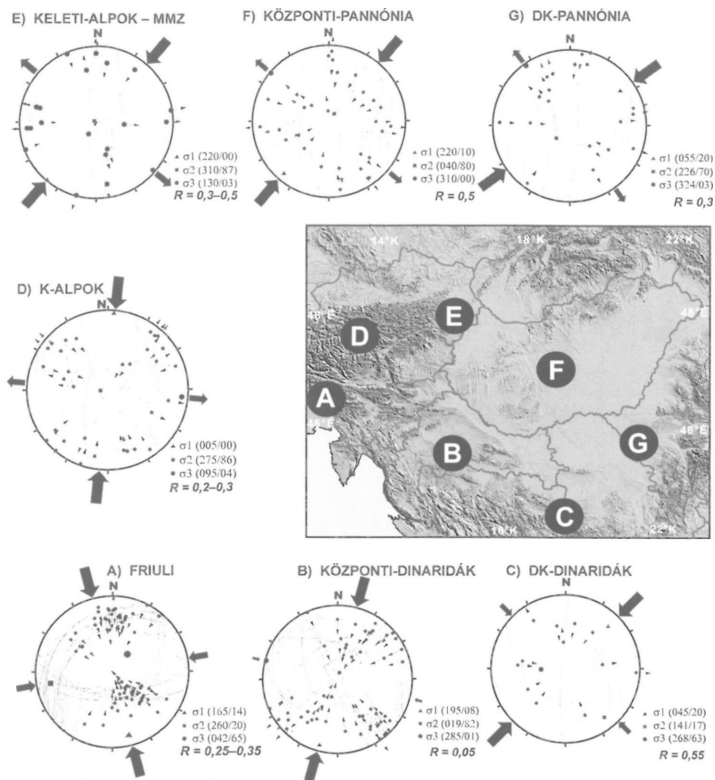 E) KELETI-ALPOK – MMZ
N
σ1 (220/00)
σ2 (310/87)
σ3 (130/03)
R = 0,3–0,5
F) KÖZPONTI-PANNÓNIA
N
σ1 (220/10)
σ2 (040/80)
σ3 (310/00)
R = 0,5
G) DK-PANNÓNIA
N
σ1 (055/20)
σ2 (226/70)
σ3 (324/03)
R = 0,3
D) K-ALPOK
N
σ1 (005/00)
σ2 (275/86)
σ3 (095/04)
R = 0,2–0,3
14°K
18°K
22°K
48°É
48°É
E
D
F
A
46°É
46°É
B
G
C
18°K
A) FRIULI
N
σ1 (165/14)
σ2 (260/20)
σ3 (042/65)
R = 0,25–0,35
B) KÖZPONTI-DINARIDÁK
N
σ1 (195/08)
σ2 (019/82)
σ3 (285/01)
R = 0,05
C) DK-DINARIDÁK
N
σ1 (045/20)
σ2 (141/17)
σ3 (268/63)
R = 0,55